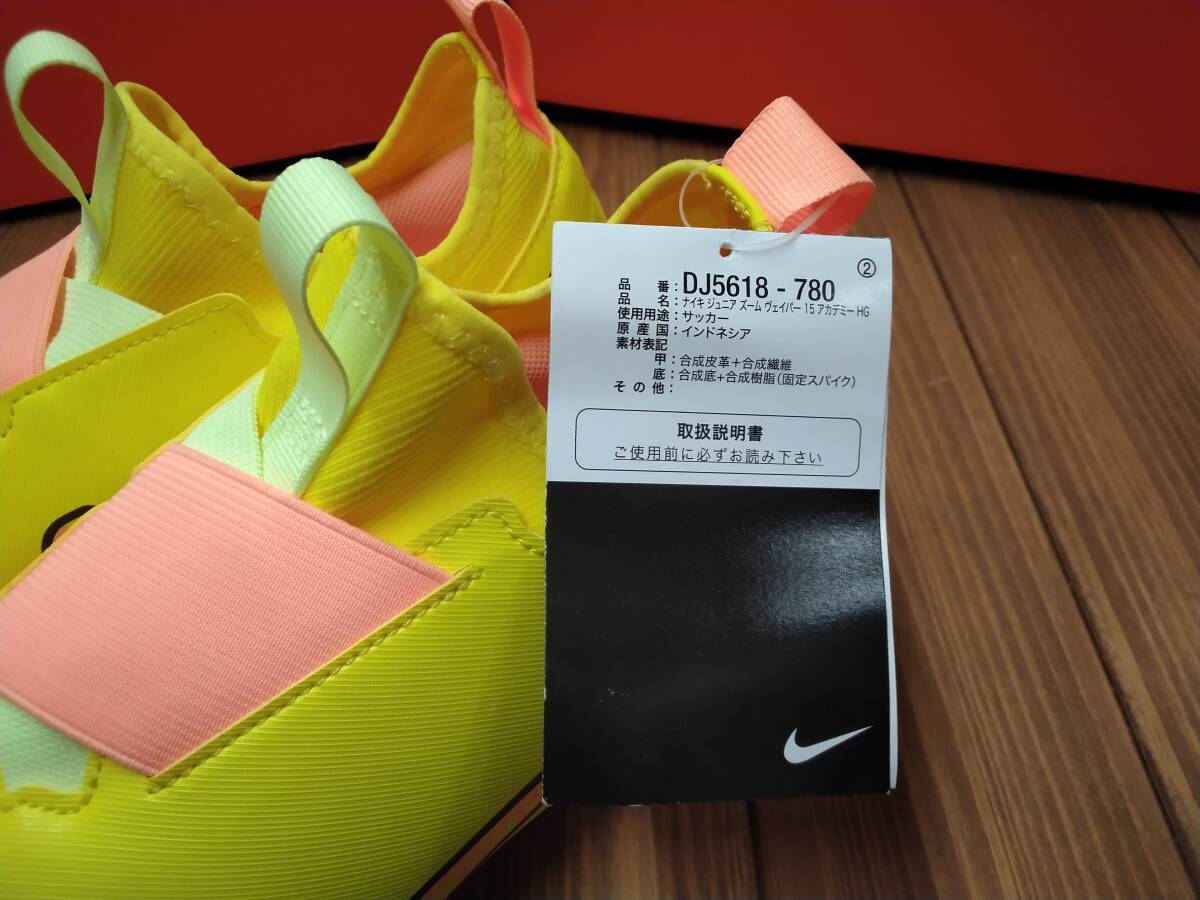 ②
品 番：DJ5618 - 780
品 名：ナイキ ジュニア ズーム ヴェイパー 15 アカデミー HG
使用用途：サッカー
原 産 国：インドネシア
素材表記
甲：合成皮革＋合成繊維
底：合成底+合成樹脂（固定スパイク）
そ の 他：
取扱説明書
ご使用前に必ずお読み下さい